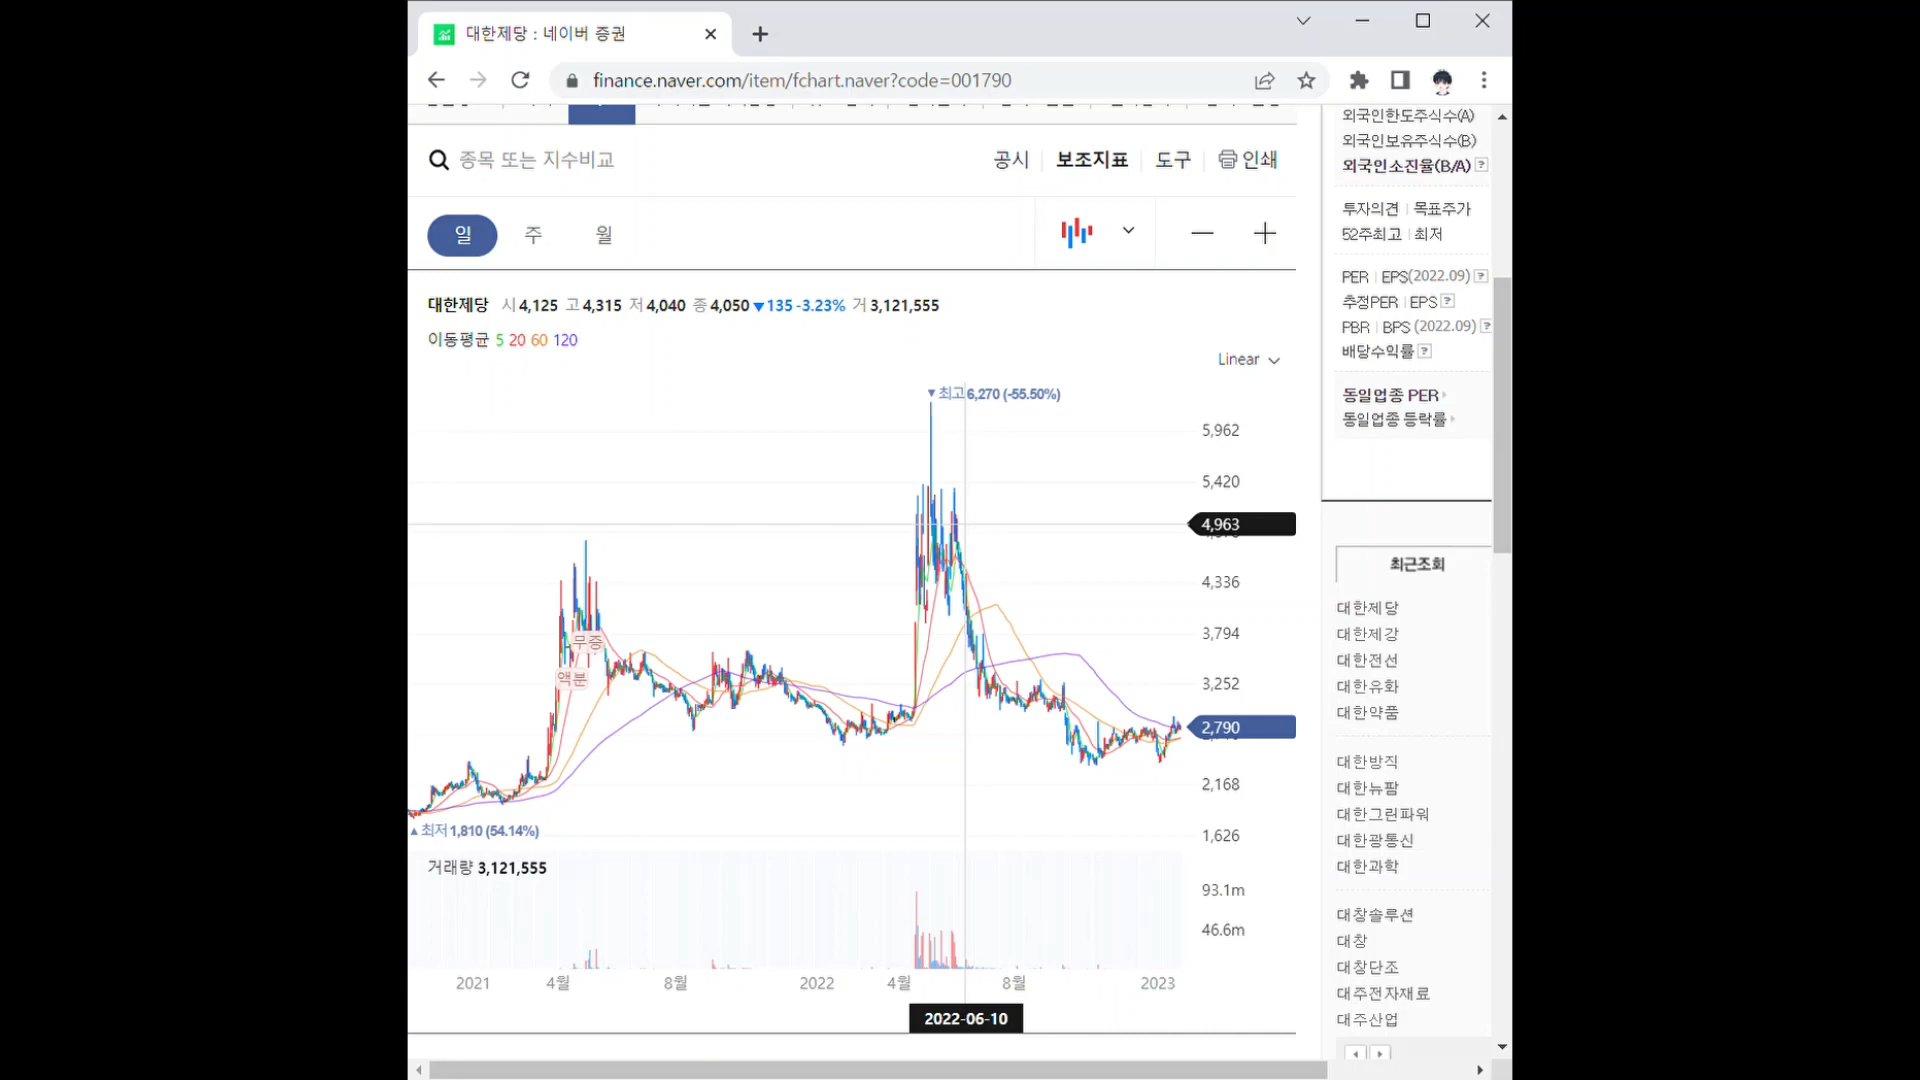 대한제당 : 네이버 증권
finance.naver.com/item/fchart.naver?code=001790
종목 또는 지수비교
공시 보조지표 도구 인쇄
일 주 월
대한제당 시 4,125 고 4,315 저 4,040 종 4,050 ▼135 -3.23% 거 3,121,555
이동평균 5 20 60 120
Linear
▼최고 6,270 (-55.50%)
5,962
5,420
4,963
4,336
3,794
3,252
2,790
2,168
1,626
무증
액분
▲최저 1,810 (54.14%)
거래량 3,121,555
93.1m
46.6m
2021 4월 8월 2022 4월 8월 2023
2022-06-10
외국인한도주식수(A)
외국인보유주식수(B)
외국인소진율(B/A) ?
투자의견 | 목표주가
52주최고 | 최저
PER | EPS(2022.09) ?
추정PER | EPS ?
PBR | BPS (2022.09) ?
배당수익률 ?
동일업종 PER
동일업종 등락률
최근조회
대한제당
대한제강
대한전선
대한유화
대한약품
대한방직
대한뉴팜
대한그린파워
대한광통신
대한과학
대창솔루션
대창
대창단조
대주전자재료
대주산업